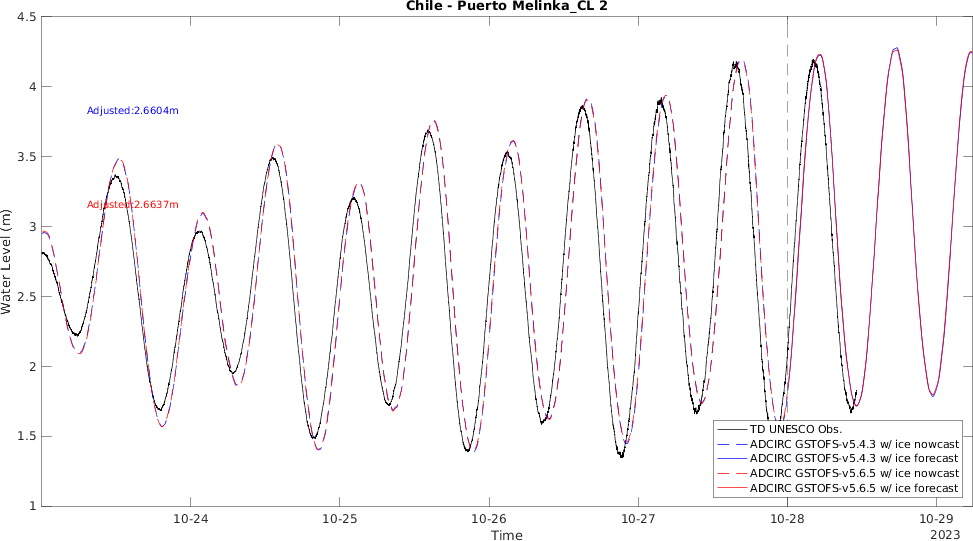 Chile - Puerto Melinka_CL 2
4.5
4
3.5
3
2.5
2
1.5
1
Water Level (m)
Adjusted:2.6604m
Adjusted:2.6637m
TD UNESCO Obs.
ADCIRC GSTOFS-v5.4.3 w/ ice nowcast
ADCIRC GSTOFS-v5.4.3 w/ ice forecast
ADCIRC GSTOFS-v5.6.5 w/ ice nowcast
ADCIRC GSTOFS-v5.6.5 w/ ice forecast
10-24
10-25
10-26
10-27
10-28
10-29
Time
2023